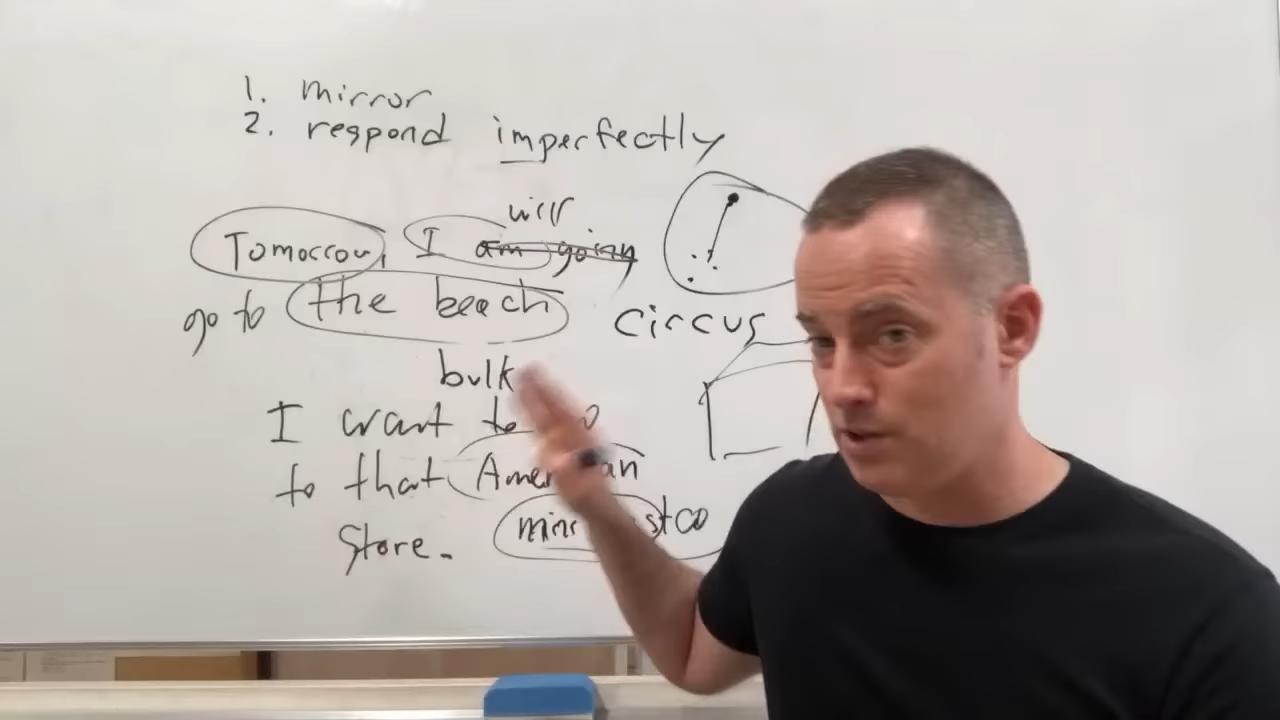 1. mirror
2. respond imperfectly
will
Tomorrow, I am going
go to the beach
circus
bulk
I want to
to that American
store.